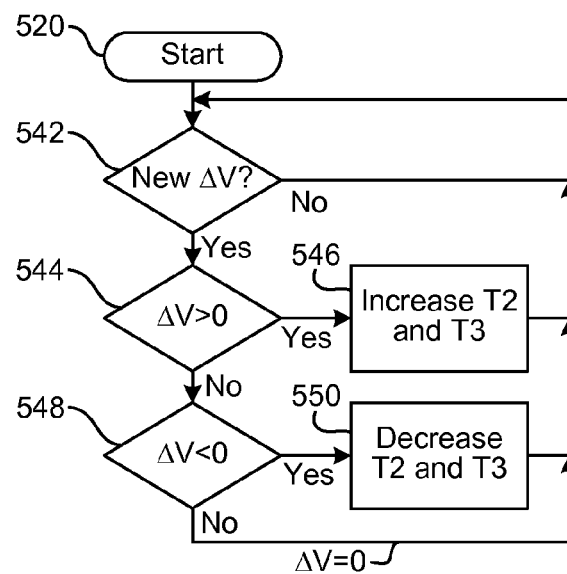 520
Start
542
New ΔV?
No
Yes
544
ΔV>0
Yes
546
Increase T2
and T3
No
548
ΔV<0
Yes
550
Decrease
T2 and T3
No
ΔV=0